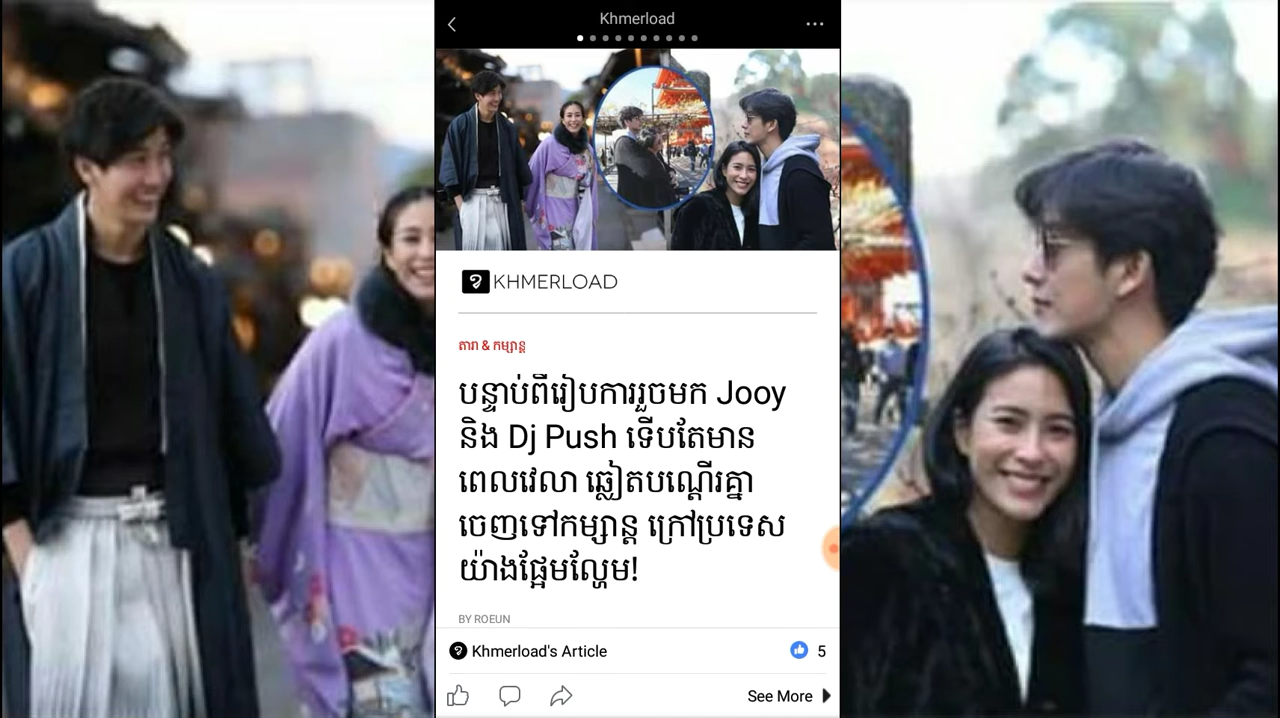 Khmerload
KHMERLOAD
តារា & កម្សាន្ត
បន្ទាប់ពីរៀបការរួចមក Jooy
និង Dj Push ទើបតែមាន
ពេលវេលា ឆ្លៀតបណ្ដើរគ្នា
ចេញទៅកម្សាន្ត ក្រៅប្រទេស
យ៉ាងផ្អែមល្ហែម!
BY ROEUN
Khmerload's Article
5
See More